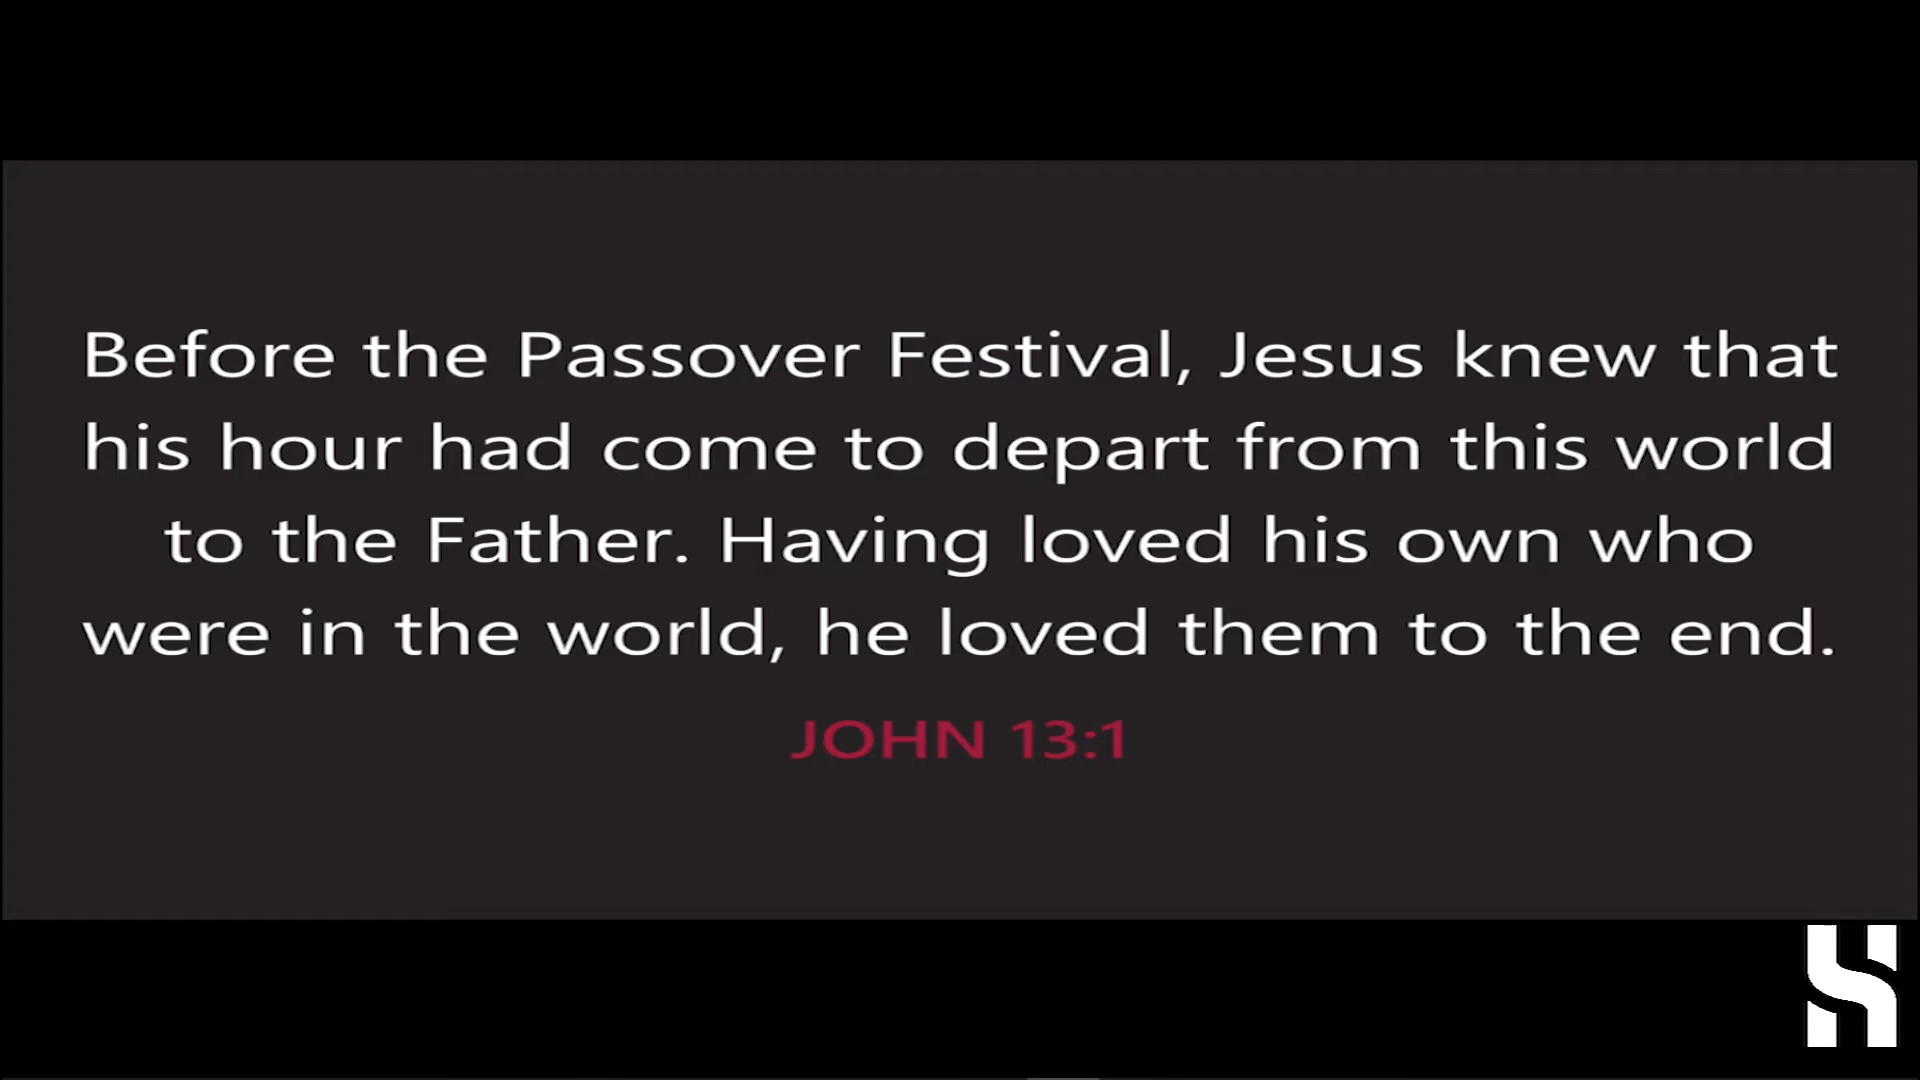 Before the Passover Festival, Jesus knew that
his hour had come to depart from this world
to the Father. Having loved his own who
were in the world, he loved them to the end.
JOHN 13:1